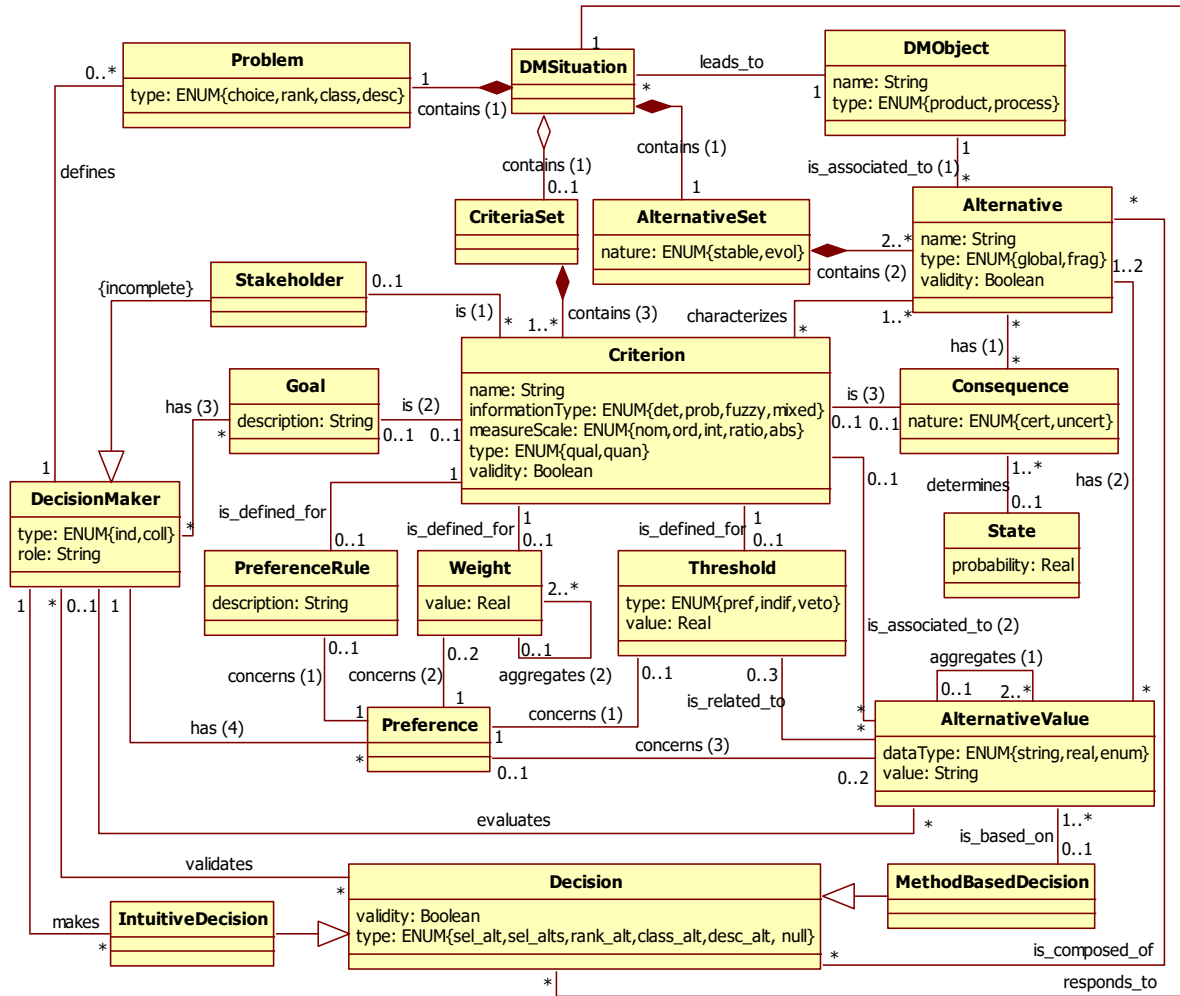 1
Problem
0..*
type: ENUM{choice,rank,class,desc}
1
contains (1)
DMSituation
*
leads_to
1
DMObject
name: String
type: ENUM{product,process}
defines
contains (1)
0..1
contains (1)
1
1
is_associated_to (1)
*
CriteriaSet
AlternativeSet
nature: ENUM{stable,evol}
2..*
contains (2)
Alternative
name: String
type: ENUM{global,frag}
validity: Boolean
*
1..2
{incomplete}
Stakeholder
0..1
is (1)
*
1..*
contains (3)
characterizes
*
1..*
*
has (1)
*
Criterion
name: String
informationType: ENUM{det,prob,fuzzy,mixed}
measureScale: ENUM{nom,ord,int,ratio,abs}
type: ENUM{qual,quan}
validity: Boolean
Goal
description: String
has (3)
*
is (2)
0..1
0..1
is (3)
0..1
0..1
Consequence
nature: ENUM{cert,uncert}
1..*
determines
0..1
has (2)
State
probability: Real
1
DecisionMaker
type: ENUM{ind,coll}
role: String
*
1
is_defined_for
0..1
1
is_defined_for
0..1
1
is_defined_for
0..1
0..1
PreferenceRule
description: String
Weight
value: Real
2..*
0..1
aggregates (2)
Threshold
type: ENUM{pref,indif,veto}
value: Real
is_associated_to (2)
1
*
0..1
1
0..1
concerns (1)
1
0..2
concerns (2)
1
0..1
concerns (1)
1
0..3
is_related_to
*
*
aggregates (1)
0..1
2..*
*
Preference
has (4)
*
concerns (3)
0..1
0..2
AlternativeValue
dataType: ENUM{string,real,enum}
value: String
evaluates
*
1..*
is_based_on
0..1
validates
*
Decision
validity: Boolean
type: ENUM{sel_alt,sel_alts,rank_alt,class_alt,desc_alt, null}
MethodBasedDecision
makes
*
IntuitiveDecision
*
is_composed_of
*
responds_to